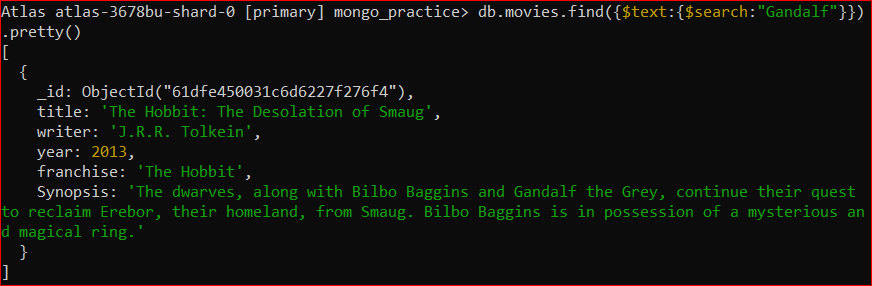 Atlas atlas-3678bu-shard-0 [primary] mongo_practice> db.movies.find({$text:{$search:"Gandalf"}})
.pretty()
[
  {
    _id: ObjectId("61dfe450031c6d6227f276f4"),
    title: 'The Hobbit: The Desolation of Smaug',
    writer: 'J.R.R. Tolkein',
    year: 2013,
    franchise: 'The Hobbit',
    Synopsis: 'The dwarves, along with Bilbo Baggins and Gandalf the Grey, continue their quest
to reclaim Erebor, their homeland, from Smaug. Bilbo Baggins is in possession of a mysterious an
d magical ring.'
  }
]